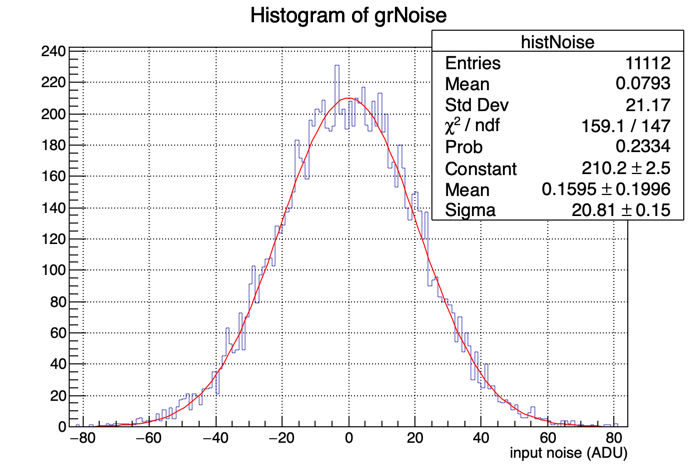 Histogram of grNoise
histNoise
Entries 11112
Mean 0.0793
Std Dev 21.17
χ² / ndf 159.1 / 147
Prob 0.2334
Constant 210.2 ± 2.5
Mean 0.1595 ± 0.1996
Sigma 20.81 ± 0.15
240
220
200
180
160
140
120
100
80
60
40
20
0
−80 −60 −40 −20 0 20 40 60 80
input noise (ADU)